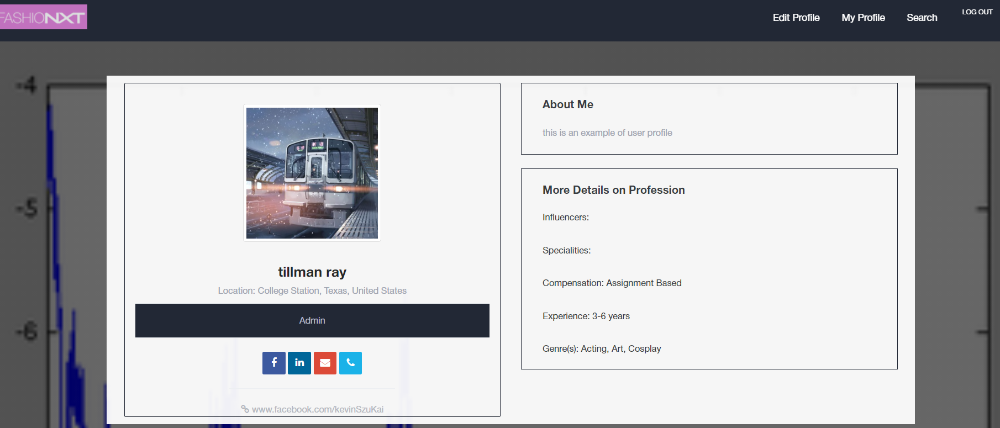 FASHIONXT
Edit Profile
My Profile
Search
LOG OUT
-4
-5
-6
tillman ray
Location: College Station, Texas, United States
Admin
f
in
www.facebook.com/kevinSzuKai
About Me
this is an example of user profile
More Details on Profession
Influencers:
Specialities:
Compensation: Assignment Based
Experience: 3-6 years
Genre(s): Acting, Art, Cosplay